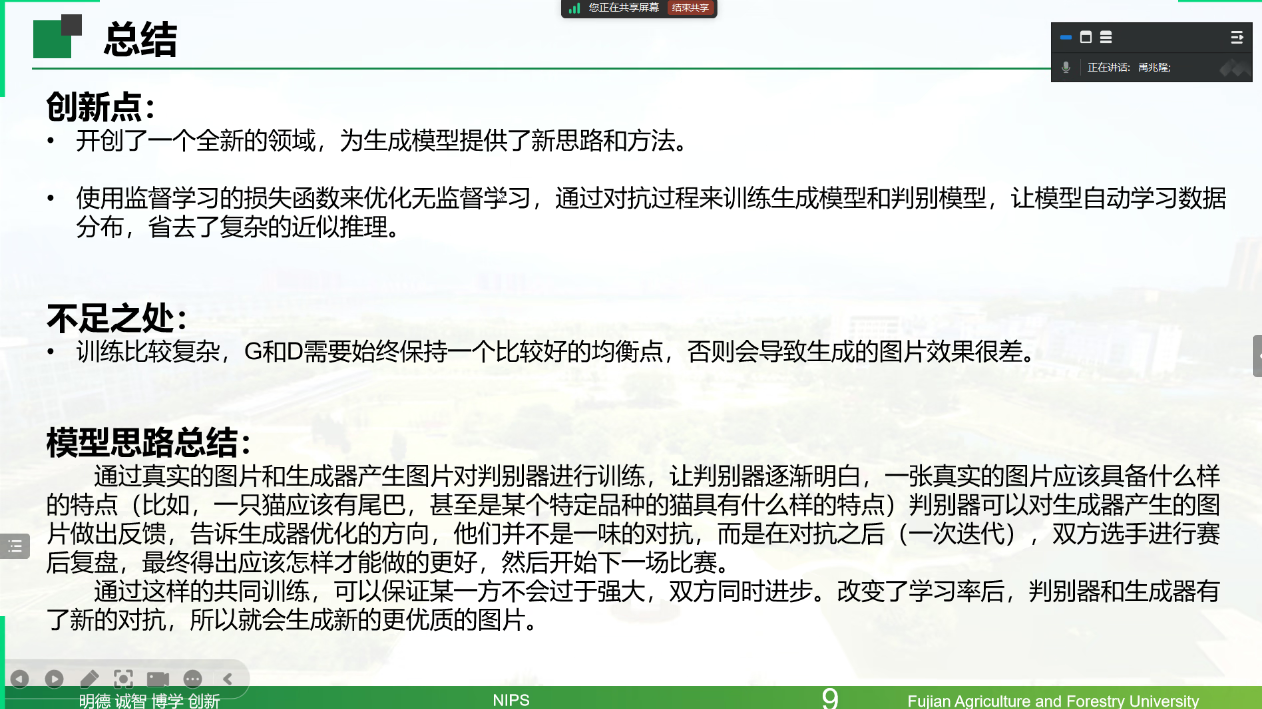 您正在共享屏幕 结束共享
总结
正在讲话: 禹兆隆;
创新点：
• 开创了一个全新的领域，为生成模型提供了新思路和方法。
• 使用监督学习的损失函数来优化无监督学习，通过对抗过程来训练生成模型和判别模型，让模型自动学习数据
分布，省去了复杂的近似推理。
不足之处：
• 训练比较复杂，G和D需要始终保持一个比较好的均衡点，否则会导致生成的图片效果很差。
模型思路总结：
通过真实的图片和生成器产生图片对判别器进行训练，让判别器逐渐明白，一张真实的图片应该具备什么样
的特点（比如，一只猫应该有尾巴，甚至是某个特定品种的猫具有什么样的特点）判别器可以对生成器产生的图
片做出反馈，告诉生成器优化的方向，他们并不是一味的对抗，而是在对抗之后（一次迭代），双方选手进行赛
后复盘，最终得出应该怎样才能做的更好，然后开始下一场比赛。
通过这样的共同训练，可以保证某一方不会过于强大，双方同时进步。改变了学习率后，判别器和生成器有
了新的对抗，所以就会生成新的更优质的图片。
明德 诚智 博学 创新
NIPS
9
Fujian Agriculture and Forestry University